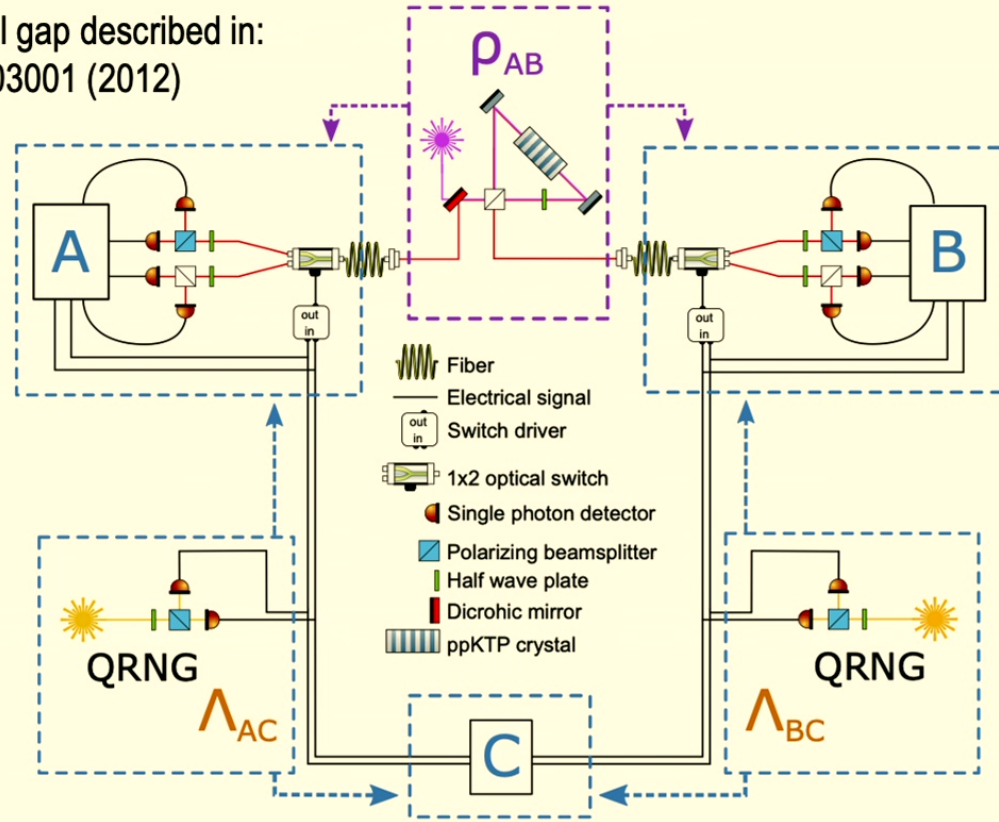 l gap described in:
03001 (2012)
ρAB
A
B
out
in
out
in
Fiber
Electrical signal
out
in
Switch driver
1x2 optical switch
Single photon detector
Polarizing beamsplitter
Half wave plate
Dicrohic mirror
ppKTP crystal
QRNG
ΛAC
QRNG
ΛBC
C